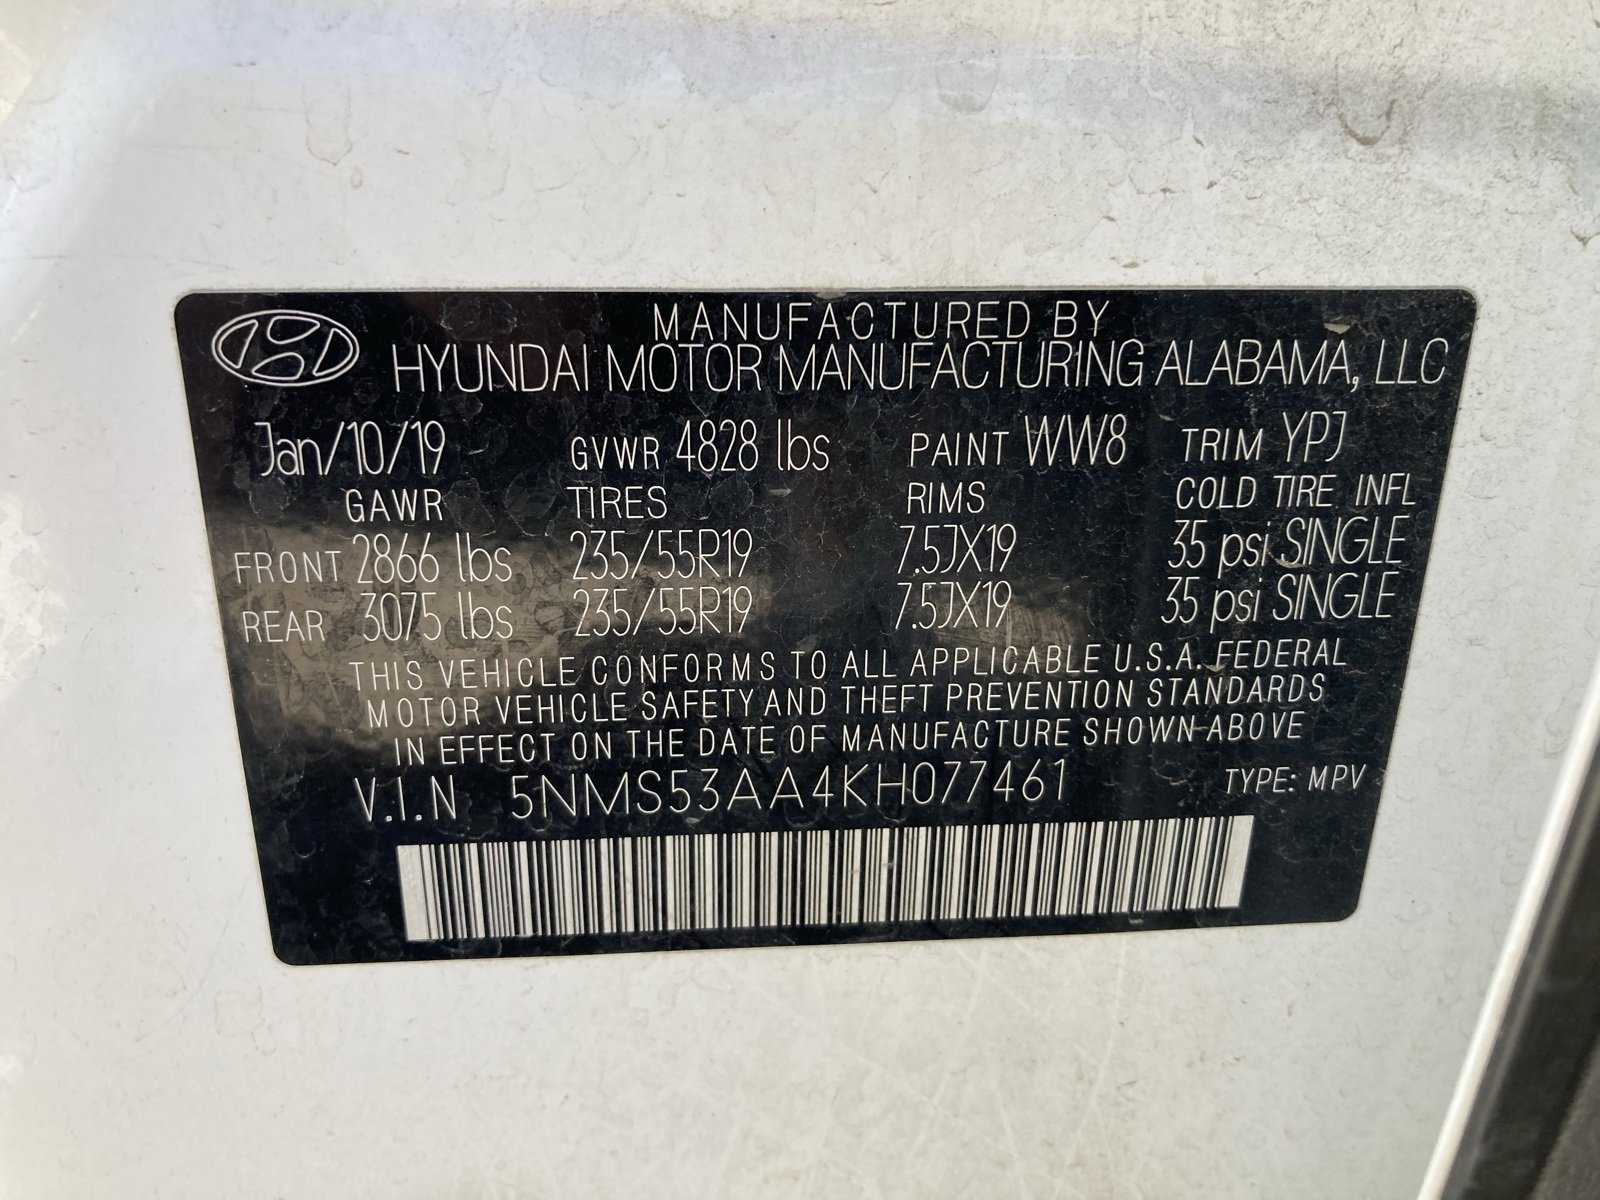 MANUFACTURED BY
HYUNDAI MOTOR MANUFACTURING ALABAMA, LLC
Jan/10/19 GVWR 4828 lbs PAINT WW8 TRIM YPJ
GAWR TIRES RIMS COLD TIRE INFL
FRONT 2866 lbs 235/55R19 7.5JX19 35 psi SINGLE
REAR 3075 lbs 235/55R19 7.5JX19 35 psi SINGLE
THIS VEHICLE CONFORMS TO ALL APPLICABLE U.S.A. FEDERAL
MOTOR VEHICLE SAFETY AND THEFT PREVENTION STANDARDS
IN EFFECT ON THE DATE OF MANUFACTURE SHOWN ABOVE
V.I.N 5NMS53AA4KH077461 TYPE: MPV